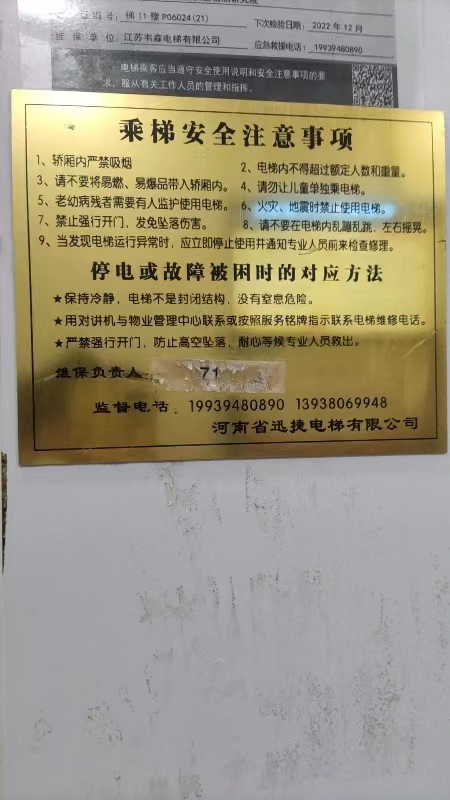 编号：梯11豫P06024(21)
下次检验日期：2022年12月
维保单位：江苏韦森电梯有限公司
应急救援电话：19939480890
电梯乘客应当遵守安全使用说明和安全注意事项的要
求，服从有关工作人员的管理和指挥。
乘梯安全注意事项
1、轿厢内严禁吸烟
2、电梯内不得超过额定人数和重量。
3、请不要将易燃、易爆品带入轿厢内。
4、请勿让儿童单独乘电梯。
5、老幼病残者需要有人监护使用电梯。
6、火灾、地震时禁止使用电梯。
7、禁止强行开门，发免坠落伤害。
8、请不要在电梯内乱蹦乱跳，左右摇晃。
9、当发现电梯运行异常时，应立即停止使用并通知专业人员前来检查修理。
停电或故障被困时的对应方法
★保持冷静，电梯不是封闭结构，没有窒息危险。
★用对讲机与物业管理中心联系或按照服务铭牌指示联系电梯维修电话。
★严禁强行开门，防止高空坠落，耐心等候专业人员救出。
维保负责人：71
监督电话：19939480890 13938069948
河南省迅捷电梯有限公司